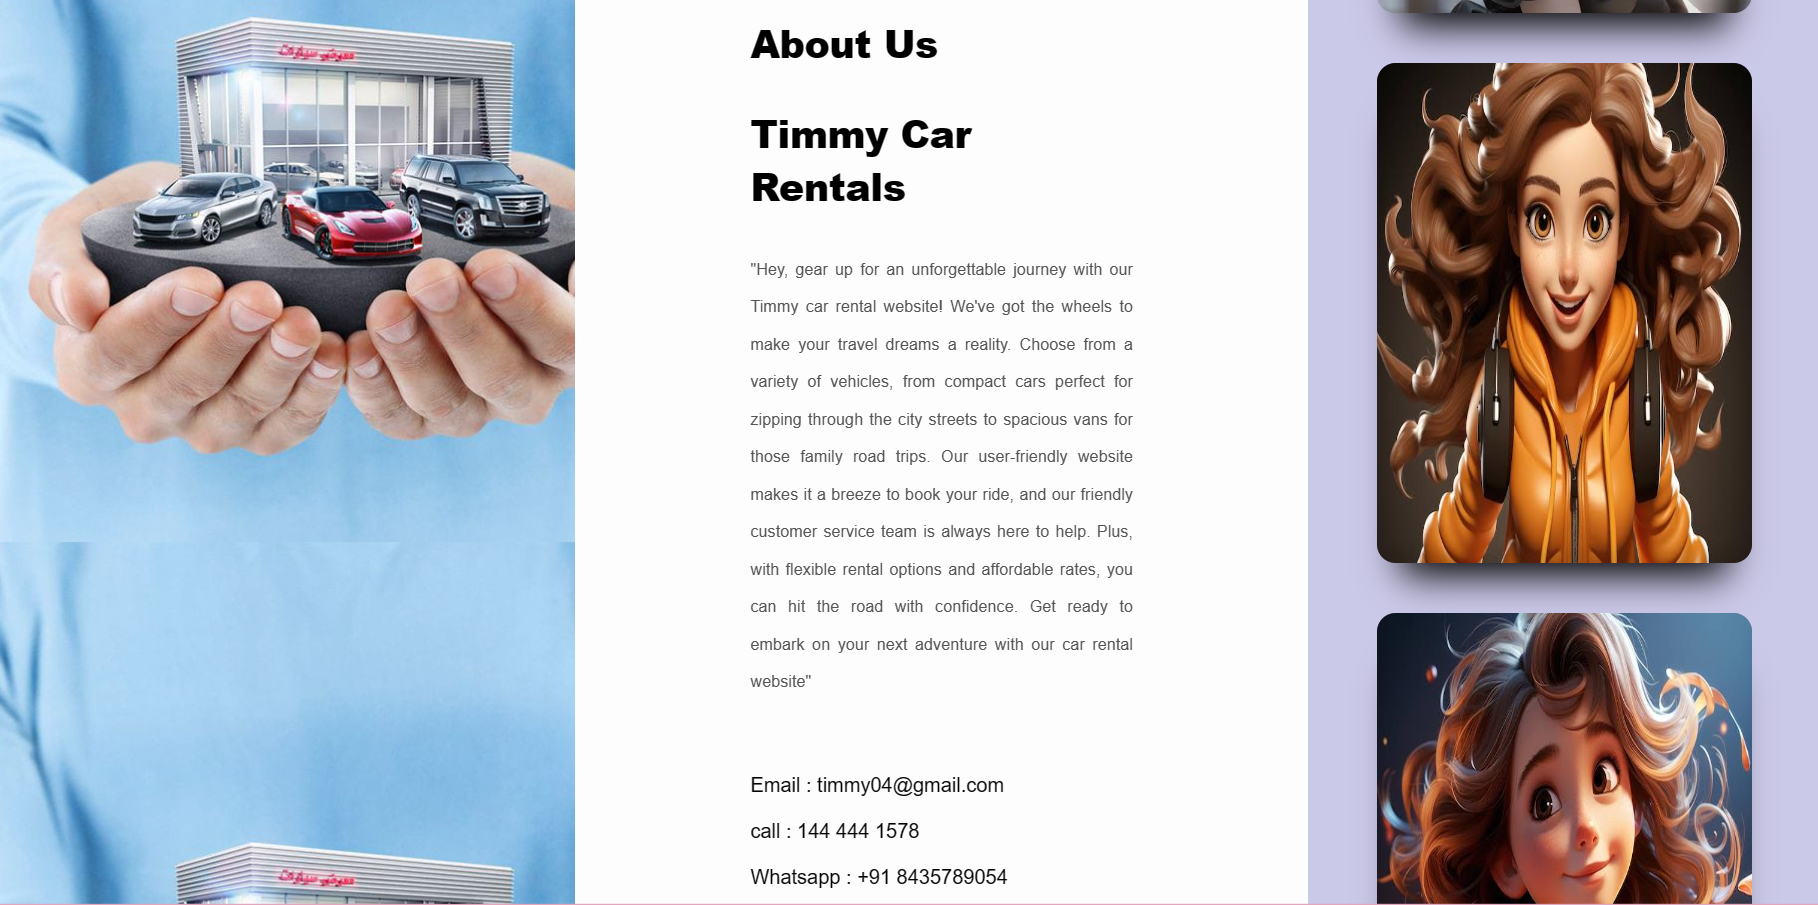 معرض سيارات
About Us
Timmy Car
Rentals
"Hey, gear up for an unforgettable journey with our
Timmy car rental website! We've got the wheels to
make your travel dreams a reality. Choose from a
variety of vehicles, from compact cars perfect for
zipping through the city streets to spacious vans for
those family road trips. Our user-friendly website
makes it a breeze to book your ride, and our friendly
customer service team is always here to help. Plus,
with flexible rental options and affordable rates, you
can hit the road with confidence. Get ready to
embark on your next adventure with our car rental
website"
Email : timmy04@gmail.com
call : 144 444 1578
Whatsapp : +91 8435789054
معرض سيارات